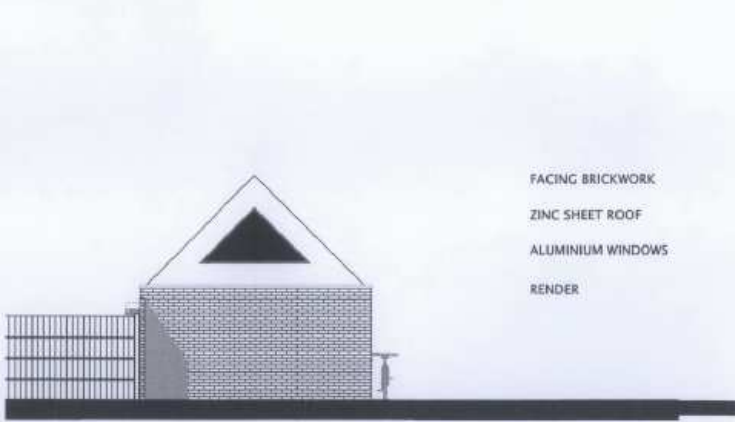 FACING BRICKWORK
ZINC SHEET ROOF
ALUMINIUM WINDOWS
RENDER